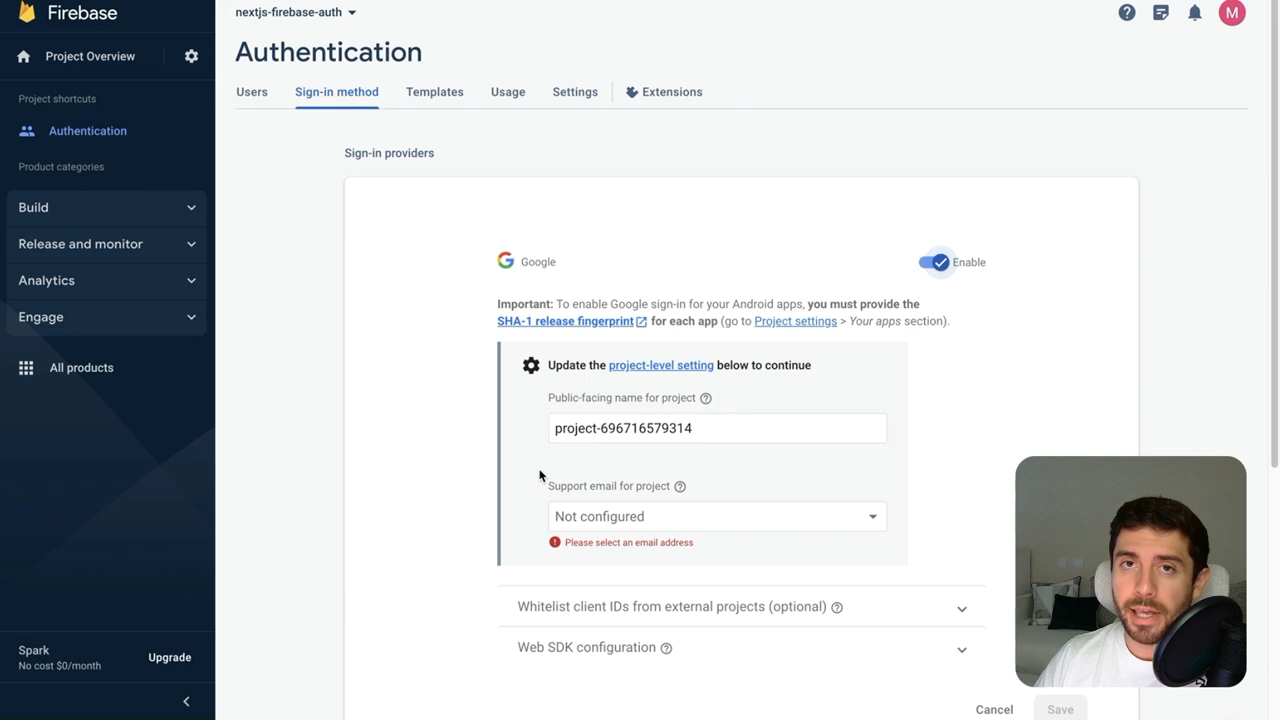 Firebase
nextjs-firebase-auth
M
Project Overview
Authentication
Users
Sign-in method
Templates
Usage
Settings
Extensions
Project shortcuts
Authentication
Product categories
Build
Release and monitor
Analytics
Engage
All products
Spark
No cost $0/month
Upgrade
Sign-in providers
Google
Enable
Important: To enable Google sign-in for your Android apps, you must provide the
SHA-1 release fingerprint for each app (go to Project settings > Your apps section).
Update the project-level setting below to continue
Public-facing name for project
project-696716579314
Support email for project
Not configured
Please select an email address
Whitelist client IDs from external projects (optional)
Web SDK configuration
Cancel
Save